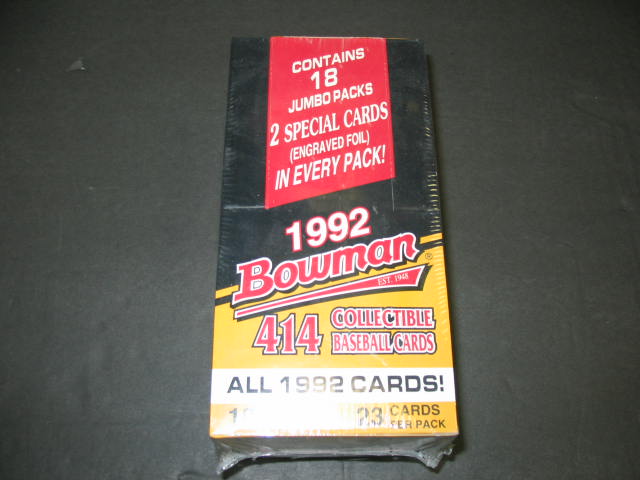 CONTAINS
18
JUMBO PACKS
2 SPECIAL CARDS
(ENGRAVED FOIL)
IN EVERY PACK!
1992
Bowman®
EST. 1948
414 COLLECTIBLE
BASEBALL CARDS
ALL 1992 CARDS!
23 CARDS
PER PACK